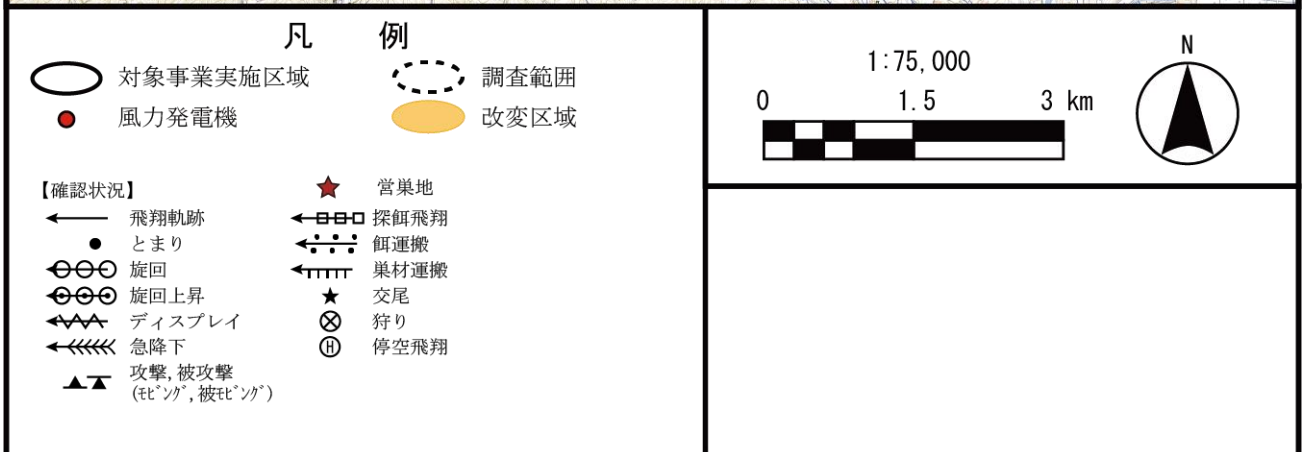 凡 例
対象事業実施区域
調査範囲
風力発電機
改変区域
【確認状況】
飛翔軌跡
とまり
旋回
旋回上昇
ディスプレイ
急降下
攻撃,被攻撃
(ﾓﾋﾞﾝｸﾞ,被ﾓﾋﾞﾝｸﾞ)
営巣地
探餌飛翔
餌運搬
巣材運搬
交尾
狩り
H 停空飛翔
1:75,000
0 1.5 3 km
N